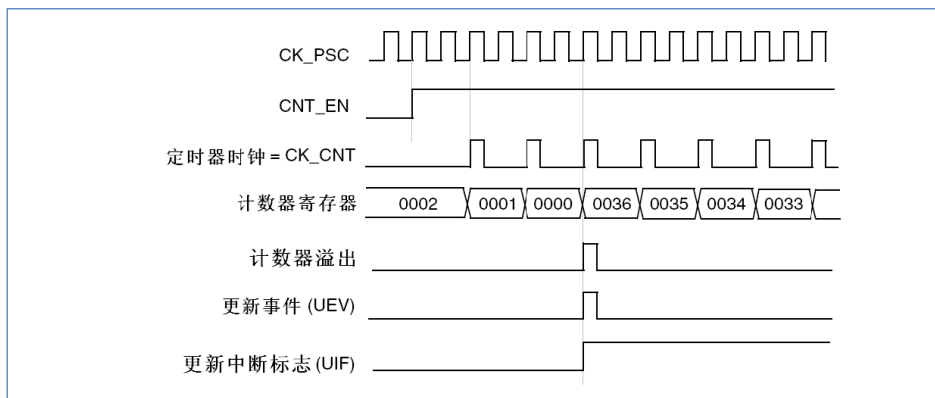 CK_PSC
CNT_EN
定时器时钟 = CK_CNT
计数器寄存器 0002 0001 0000 0036 0035 0034 0033
计数器溢出
更新事件 (UEV)
更新中断标志 (UIF)